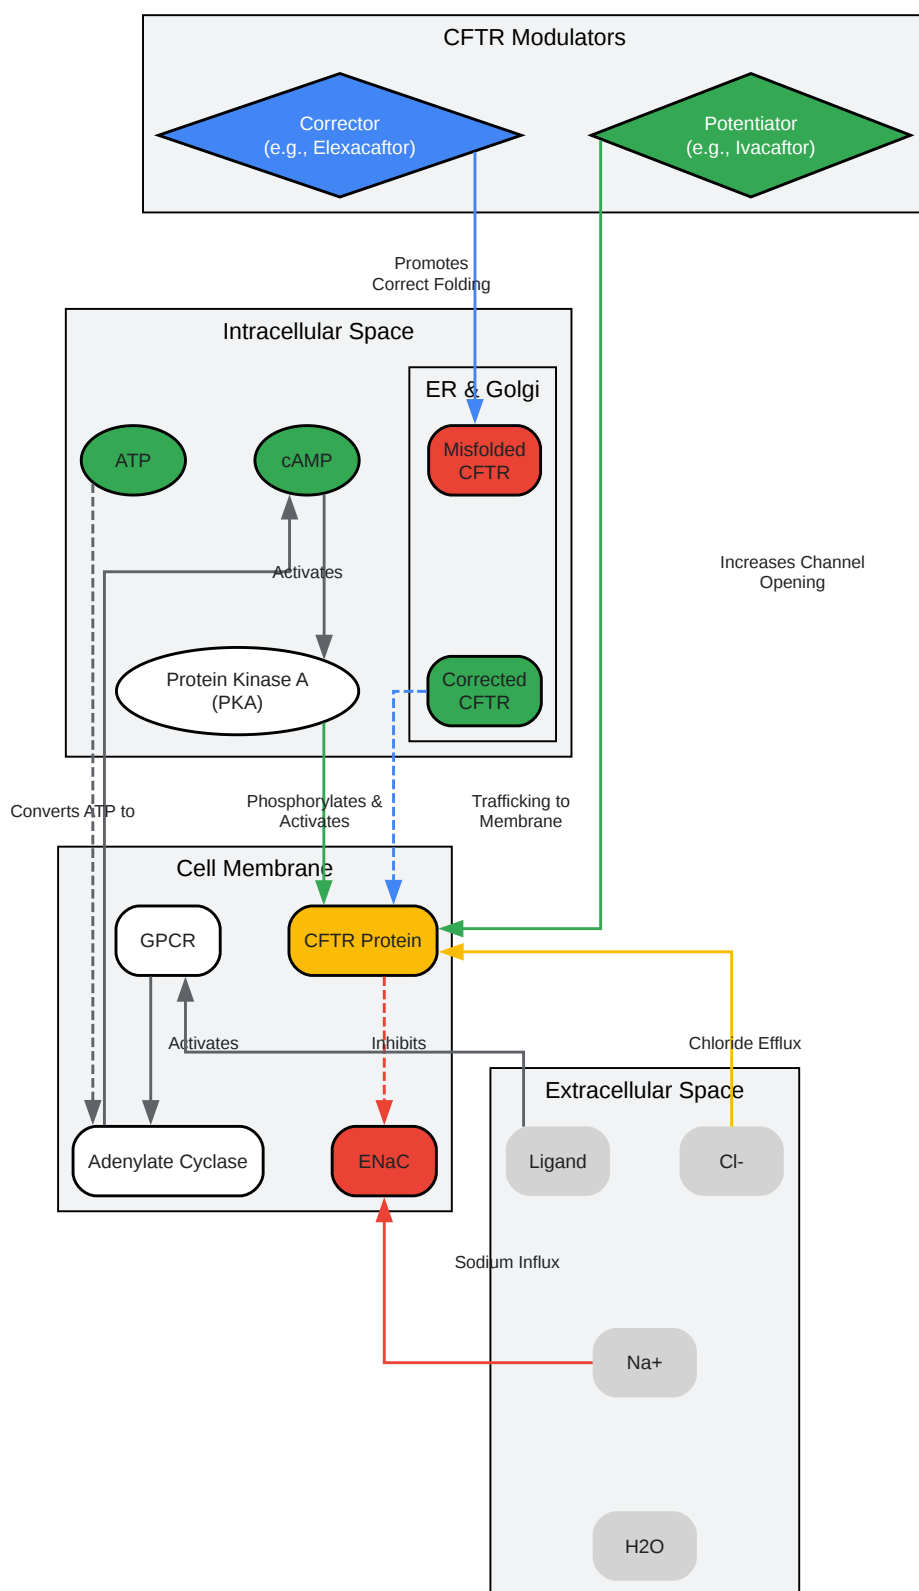 CFTR Modulators
Corrector
(e.g., Elexacaftor)
Potentiator
(e.g., Ivacaftor)
Promotes
Correct Folding
Intracellular Space
ER & Golgi
ATP
cAMP
Misfolded
CFTR
Activates
Increases Channel
Opening
Protein Kinase A
(PKA)
Corrected
CFTR
Converts ATP to
Phosphorylates &
Activates
Trafficking to
Membrane
Cell Membrane
GPCR
CFTR Protein
Activates
Inhibits
Chloride Efflux
Extracellular Space
Adenylate Cyclase
ENaC
Ligand
Cl-
Sodium Influx
Na+
H2O